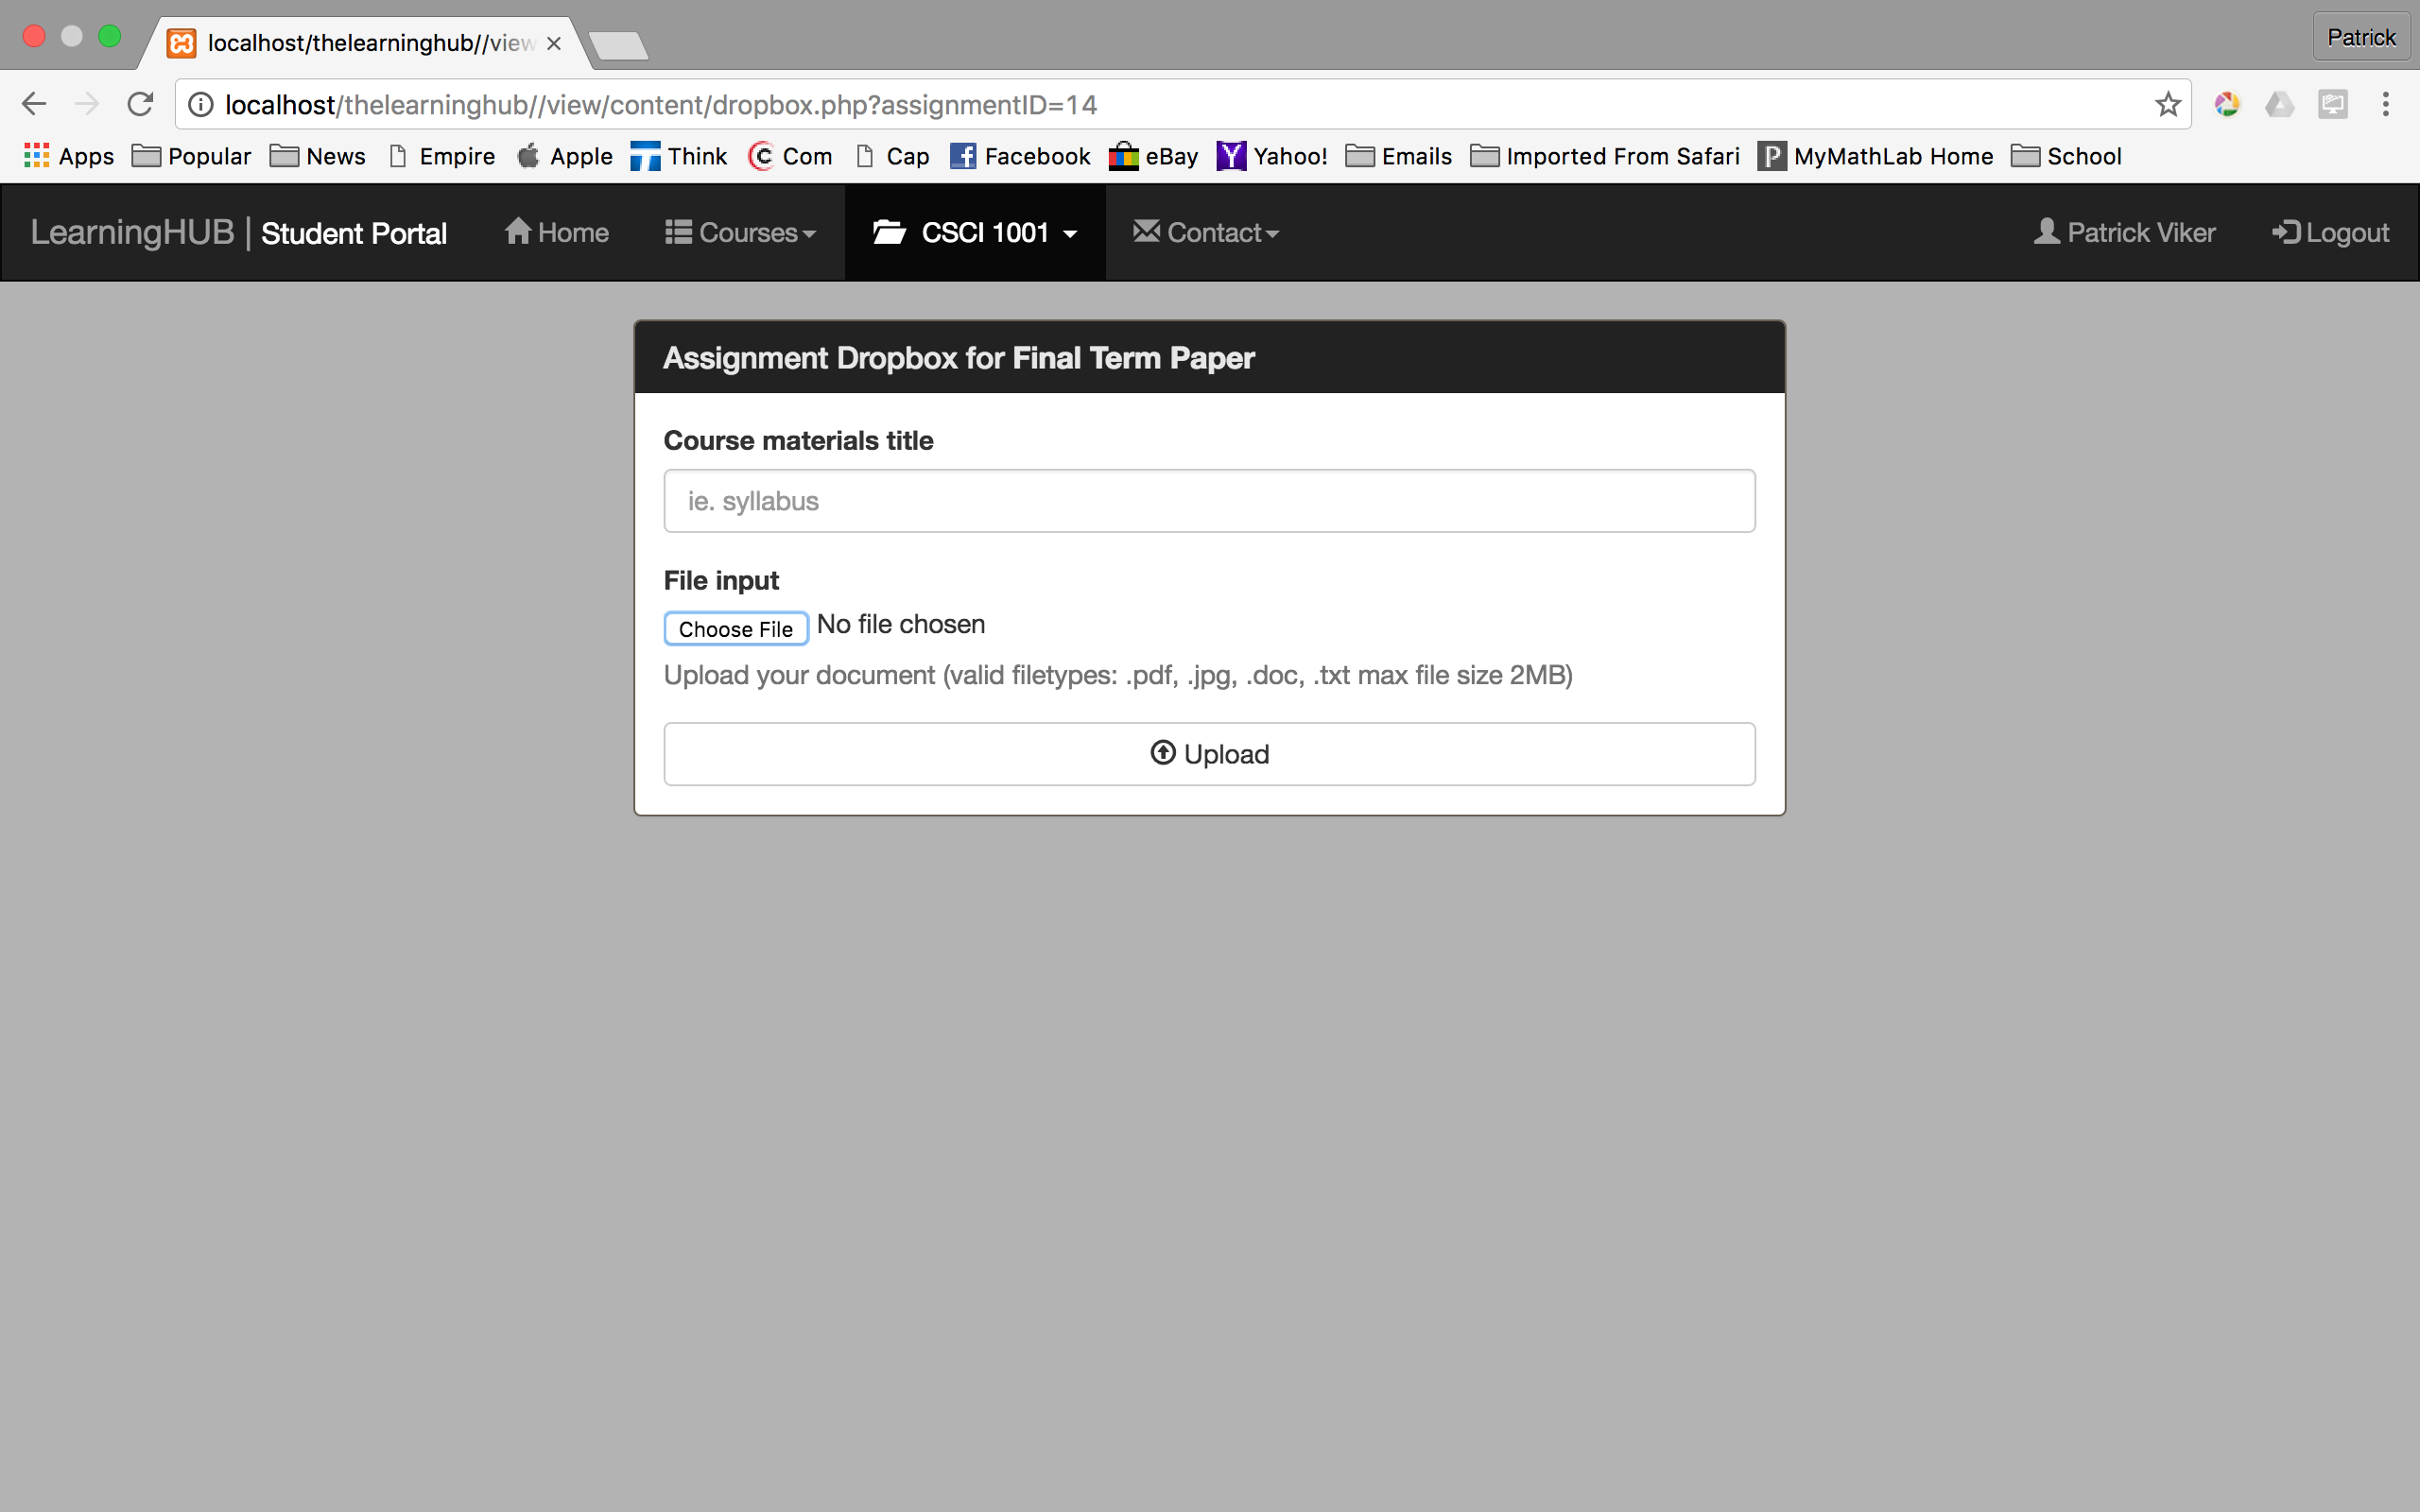 localhost/thelearninghub//view
Patrick
localhost/thelearninghub//view/content/dropbox.php?assignmentID=14
Apps Popular News Empire Apple Think Com Cap Facebook eBay Yahoo! Emails Imported From Safari MyMathLab Home School
LearningHUB | Student Portal Home Courses CSCI 1001 Contact Patrick Viker Logout
Assignment Dropbox for Final Term Paper
Course materials title
ie. syllabus
File input
Choose File No file chosen
Upload your document (valid filetypes: .pdf, .jpg, .doc, .txt max file size 2MB)
Upload